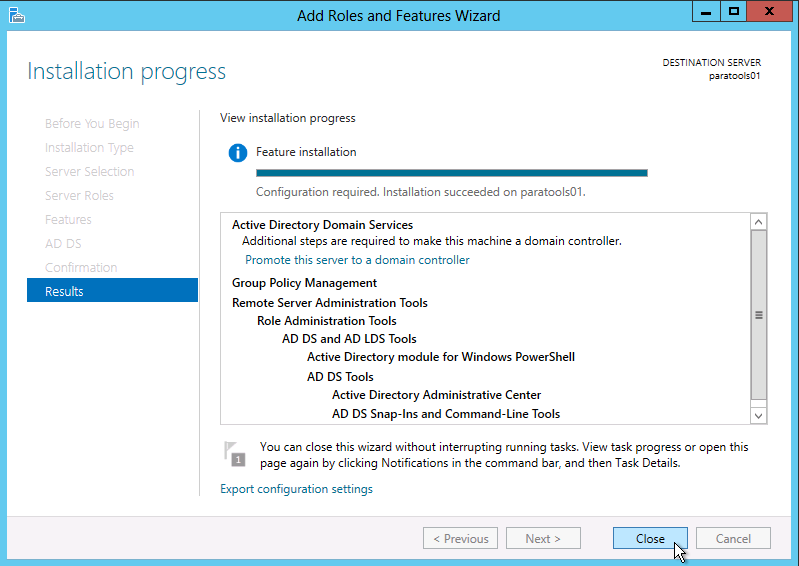 Add Roles and Features Wizard
Installation progress
DESTINATION SERVER
paratools01
Before You Begin
Installation Type
Server Selection
Server Roles
Features
AD DS
Confirmation
Results
View installation progress
Feature installation
Configuration required. Installation succeeded on paratools01.
Active Directory Domain Services
Additional steps are required to make this machine a domain controller.
Promote this server to a domain controller
Group Policy Management
Remote Server Administration Tools
Role Administration Tools
AD DS and AD LDS Tools
Active Directory module for Windows PowerShell
AD DS Tools
Active Directory Administrative Center
AD DS Snap-Ins and Command-Line Tools
1
You can close this wizard without interrupting running tasks. View task progress or open this
page again by clicking Notifications in the command bar, and then Task Details.
Export configuration settings
< Previous
Next >
Close
Cancel